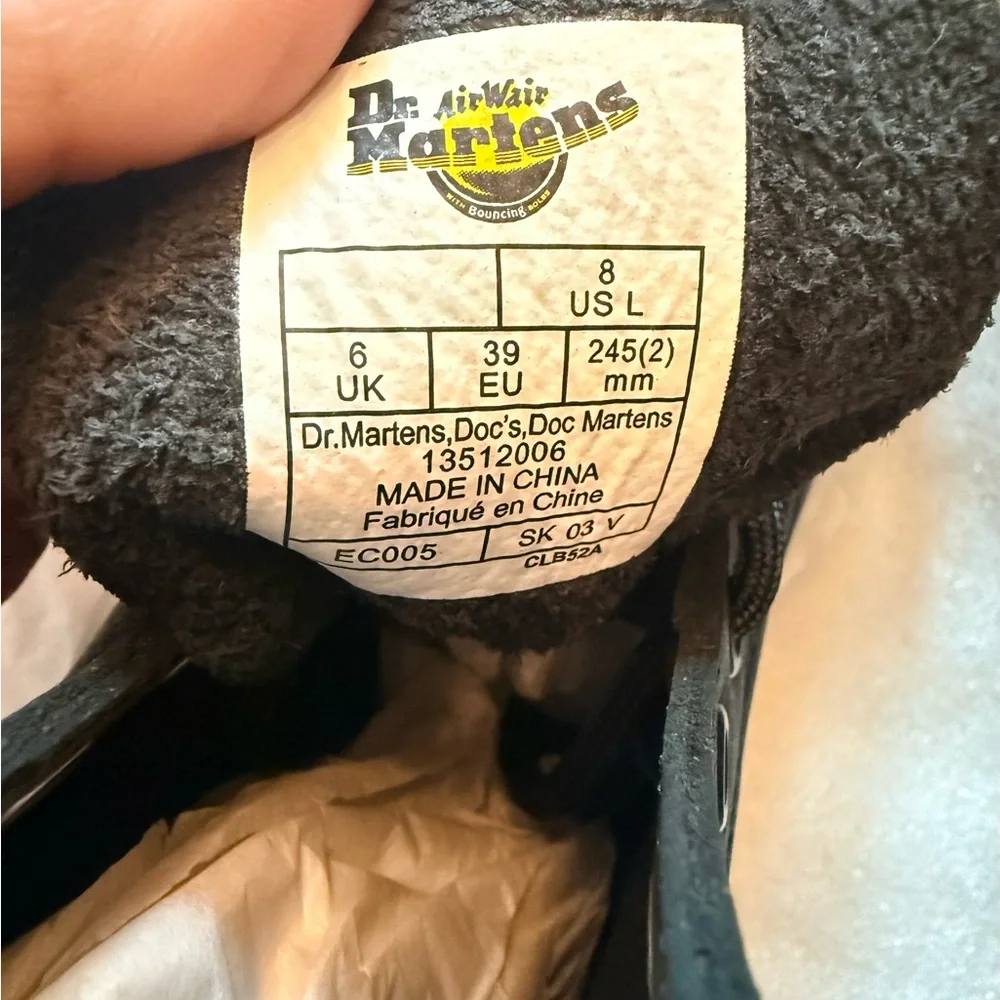 Dr. AirWair
Martens
WITH Bouncing SOLES
8
US L
6
UK
39
EU
245(2)
mm
Dr.Martens,Doc's,Doc Martens
13512006
MADE IN CHINA
Fabriqué en Chine
EC005
SK 03 V
CLB52A